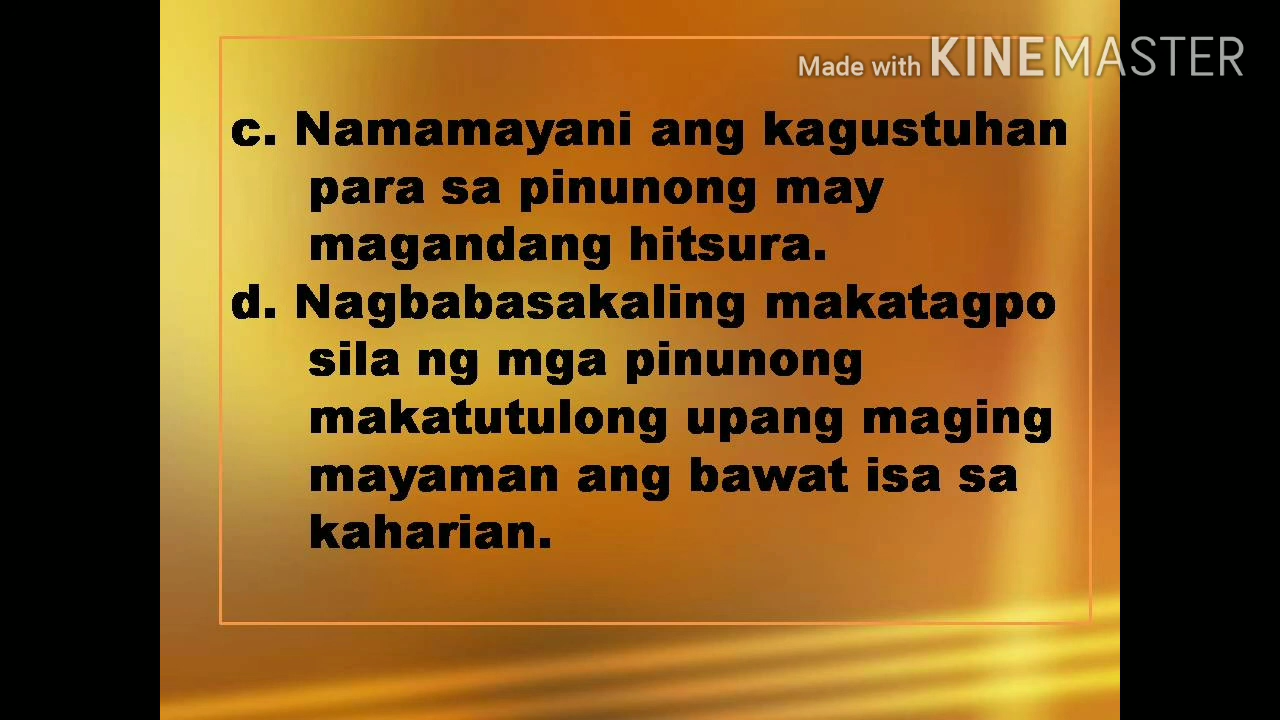 Made with KINEMASTER
c. Namamayani ang kagustuhan
para sa pinunong may
magandang hitsura.
d. Nagbabasakaling makatagpo
sila ng mga pinunong
makatutulong upang maging
mayaman ang bawat isa sa
kaharian.